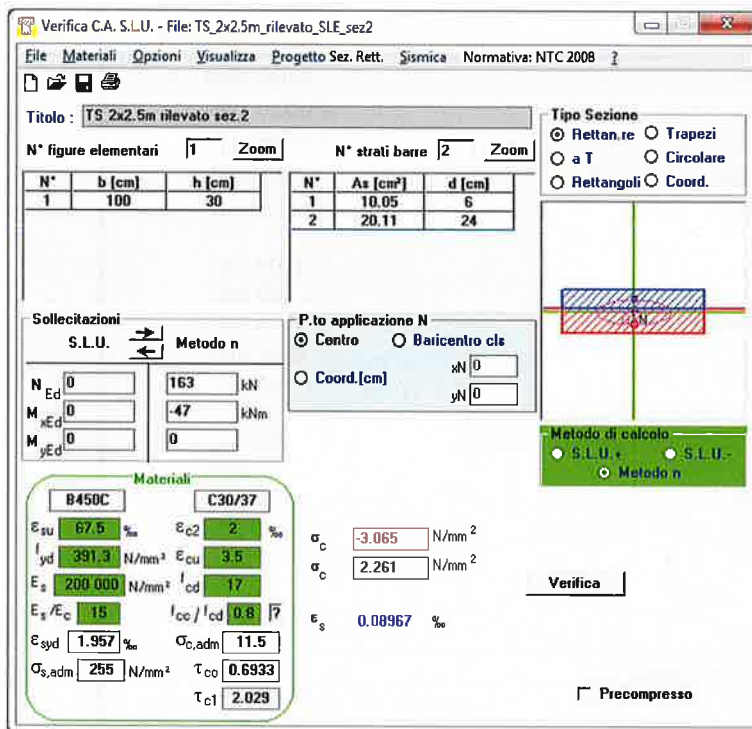 Verifica C.A. S.L.U. - File: TS_2x2.5m_rilevato_SLE_sez2
File Materiali Opzioni Visualizza Progetto Sez. Rett. Sismica Normativa: NTC 2008 ?
Titolo : TS 2x2.5m rilevato sez.2
N° figure elementari 1 Zoom
N° strati barre 2 Zoom
N° b [cm] h [cm]
1 100 30
N° As [cm²] d [cm]
1 10.05 6
2 20.11 24
Tipo Sezione
Rettan.re Trapezi
a T Circolare
Rettangoli Coord.
N
Sollecitazioni
S.L.U. Metodo n
N Ed 0 163 kN
M xEd 0 -47 kNm
M yEd 0 0
P.to applicazione N
Centro Baricentro cls
Coord.[cm] xN 0
yN 0
Metodo di calcolo
S.L.U.+ S.L.U.-
Metodo n
Materiali
B450C C30/37
εsu 67.5 ‰ εc2 2 ‰
fyd 391.3 N/mm² εcu 3.5
Es 200 000 N/mm² fcd 17
Es/Ec 15 fcc / fcd 0.8 ?
εsyd 1.957 ‰ σc,adm 11.5
σs,adm 255 N/mm² τco 0.6933
τc1 2.029
σc -3.065 N/mm²
σc 2.261 N/mm²
εs 0.08967 ‰
Verifica
Precompresso